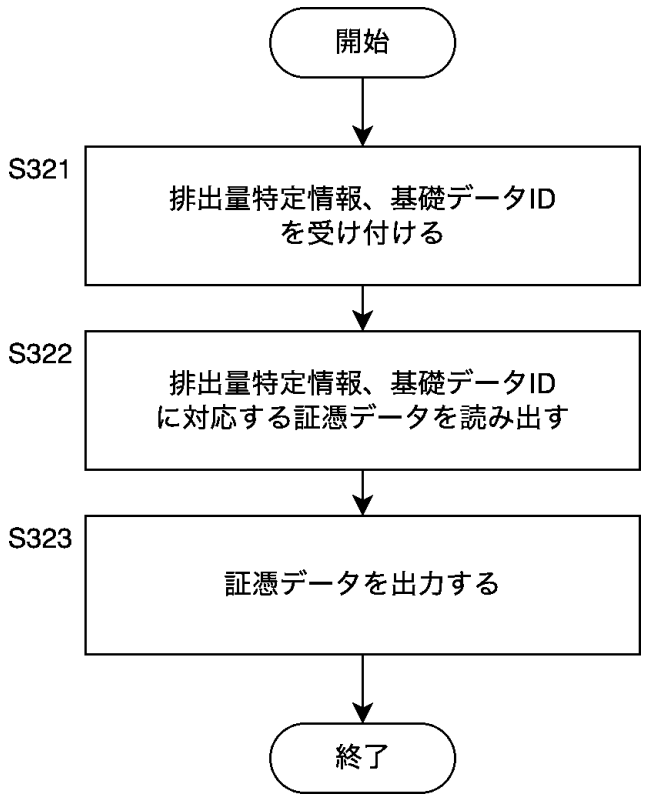 開始
S321
排出量特定情報、基礎データID
を受け付ける
S322
排出量特定情報、基礎データID
に対応する証憑データを読み出す
S323
証憑データを出力する
終了